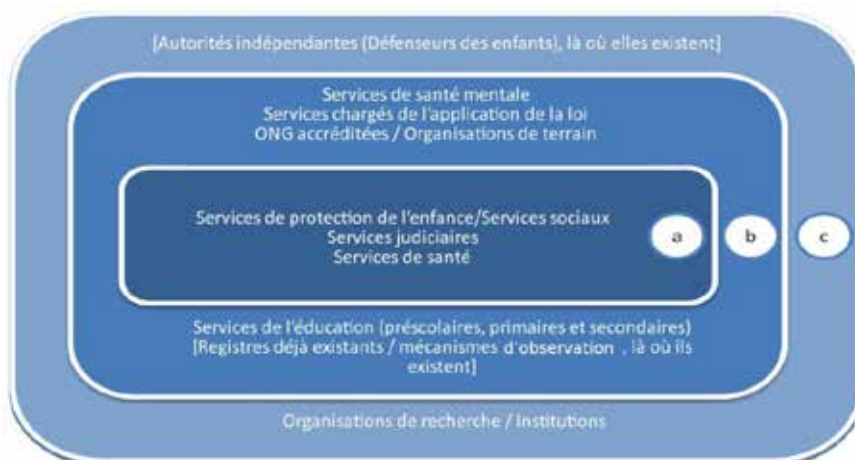 [Autorités indépendantes (Défenseurs des enfants), là où elles existent]
Services de santé mentale
Services chargés de l'application de la loi
ONG accréditées / Organisations de terrain
Services de protection de l'enfance/Services sociaux
Services judiciaires
Services de santé
a
b
c
Services de l'éducation (préscolaires, primaires et secondaires)
[Registres déjà existants / mécanismes d'observation , là où ils
existent]
Organisations de recherche / Institutions